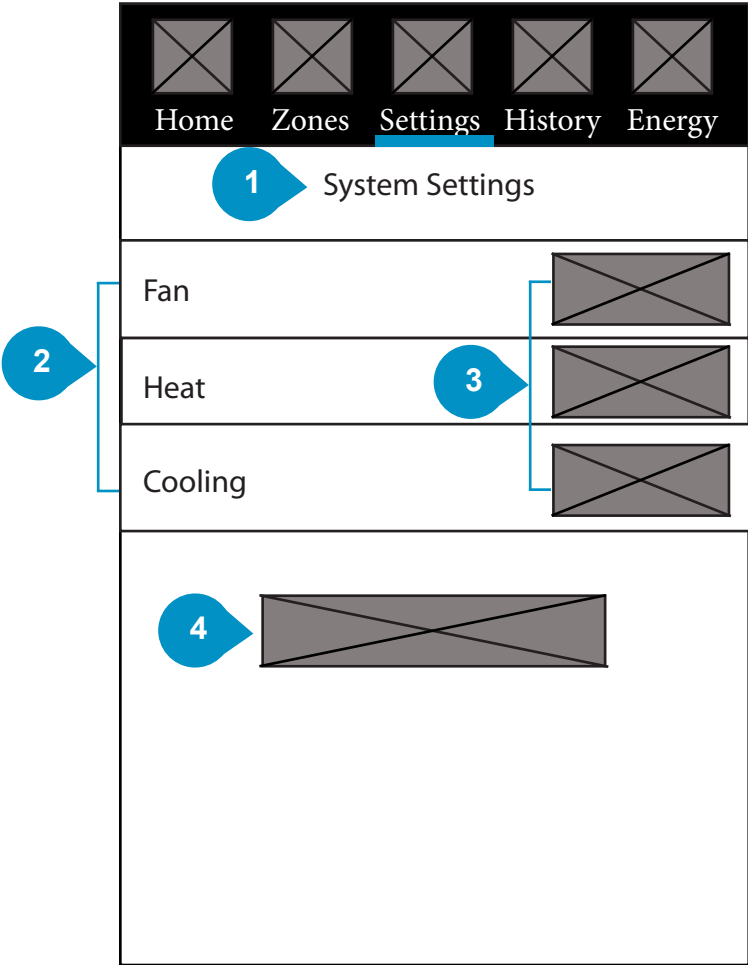 Home Zones Settings History Energy
1 System Settings
Fan
2
Heat 3
Cooling
4